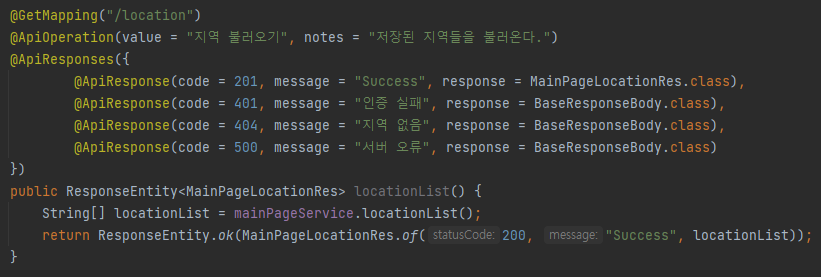 @GetMapping("/location")
@ApiOperation(value = "지역 불러오기", notes = "저장된 지역들을 불러온다.")
@ApiResponses({
        @ApiResponse(code = 201, message = "Success", response = MainPageLocationRes.class),
        @ApiResponse(code = 401, message = "인증 실패", response = BaseResponseBody.class),
        @ApiResponse(code = 404, message = "지역 없음", response = BaseResponseBody.class),
        @ApiResponse(code = 500, message = "서버 오류", response = BaseResponseBody.class)
})
public ResponseEntity<MainPageLocationRes> locationList() {
    String[] locationList = mainPageService.locationList();
    return ResponseEntity.ok(MainPageLocationRes.of( statusCode: 200, message: "Success", locationList));
}